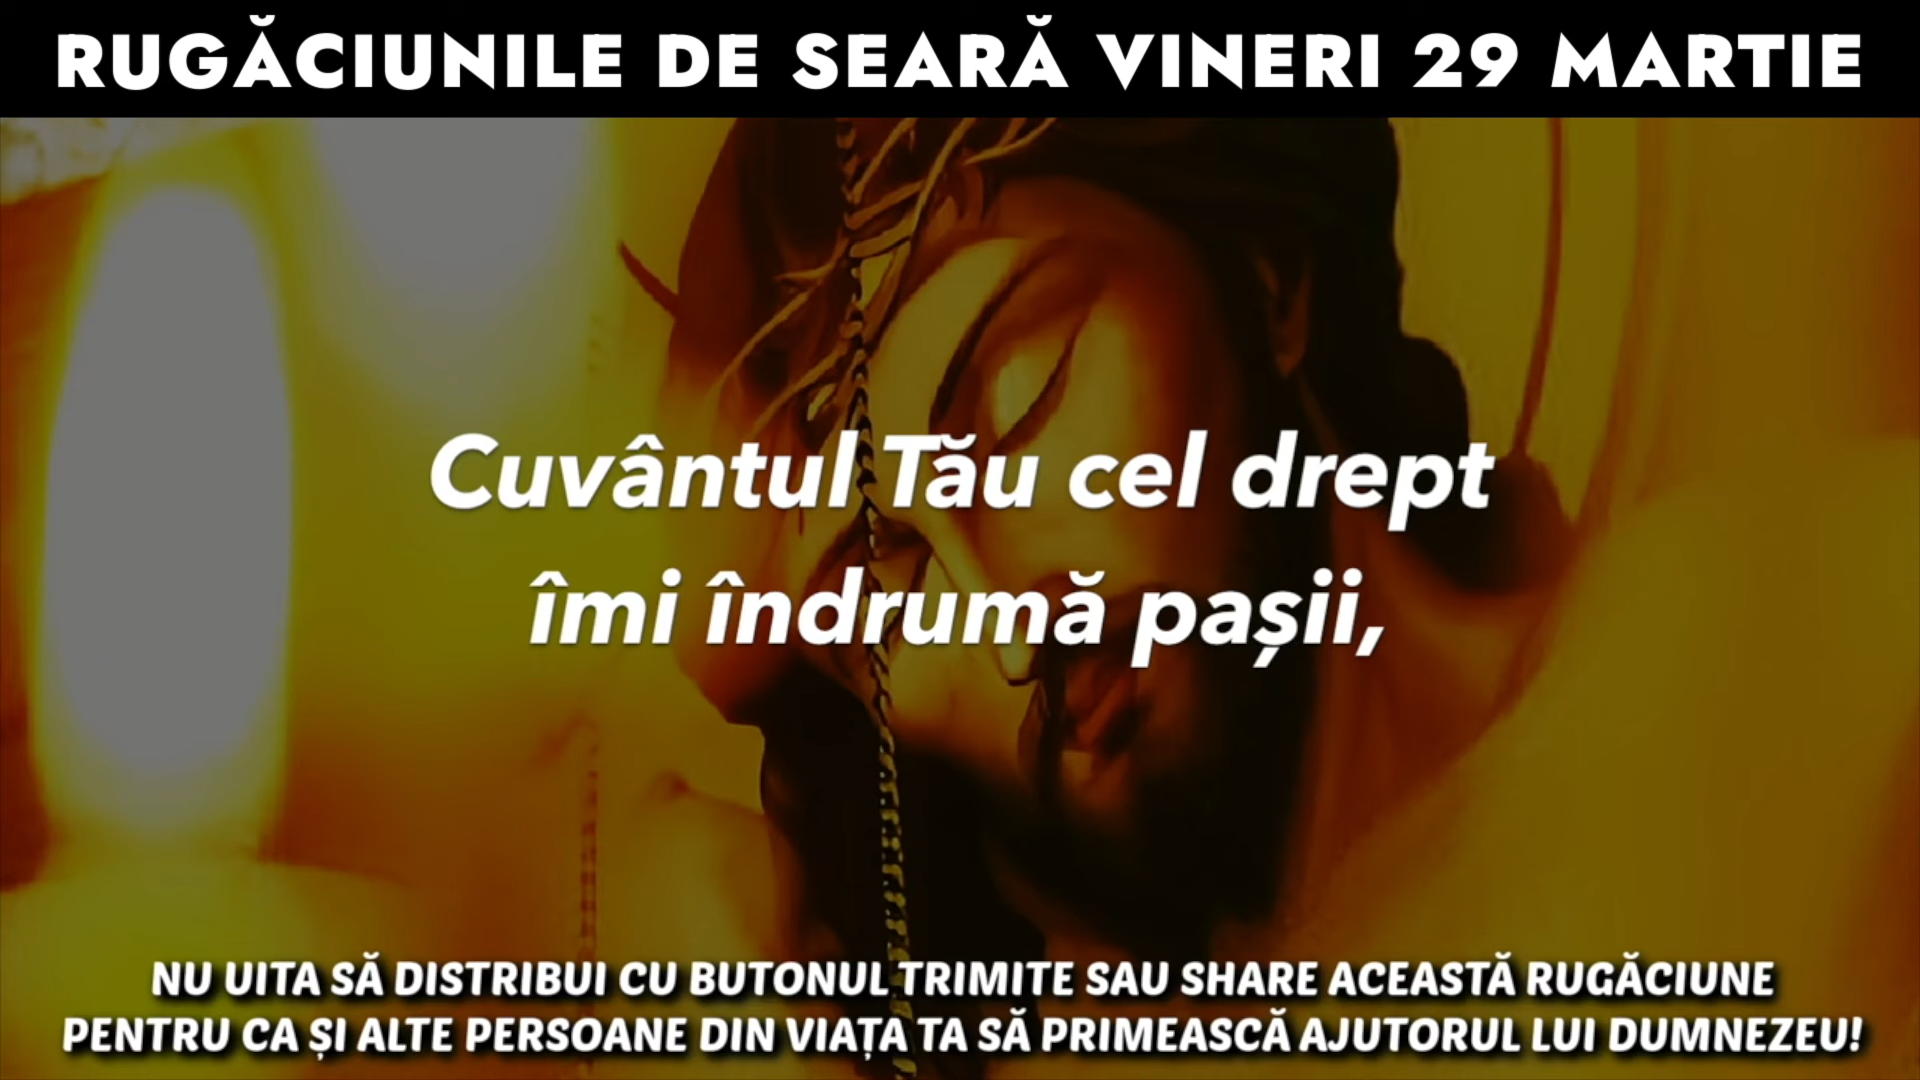 RUGĂCIUNILE DE SEARĂ VINERI 29 MARTIE
Cuvântul Tău cel drept
îmi îndrumă pașii,
NU UITA SĂ DISTRIBUI CU BUTONUL TRIMITE SAU SHARE ACEASTĂ RUGĂCIUNE
PENTRU CA ȘI ALTE PERSOANE DIN VIAȚA TA SĂ PRIMEASCĂ AJUTORUL LUI DUMNEZEU!